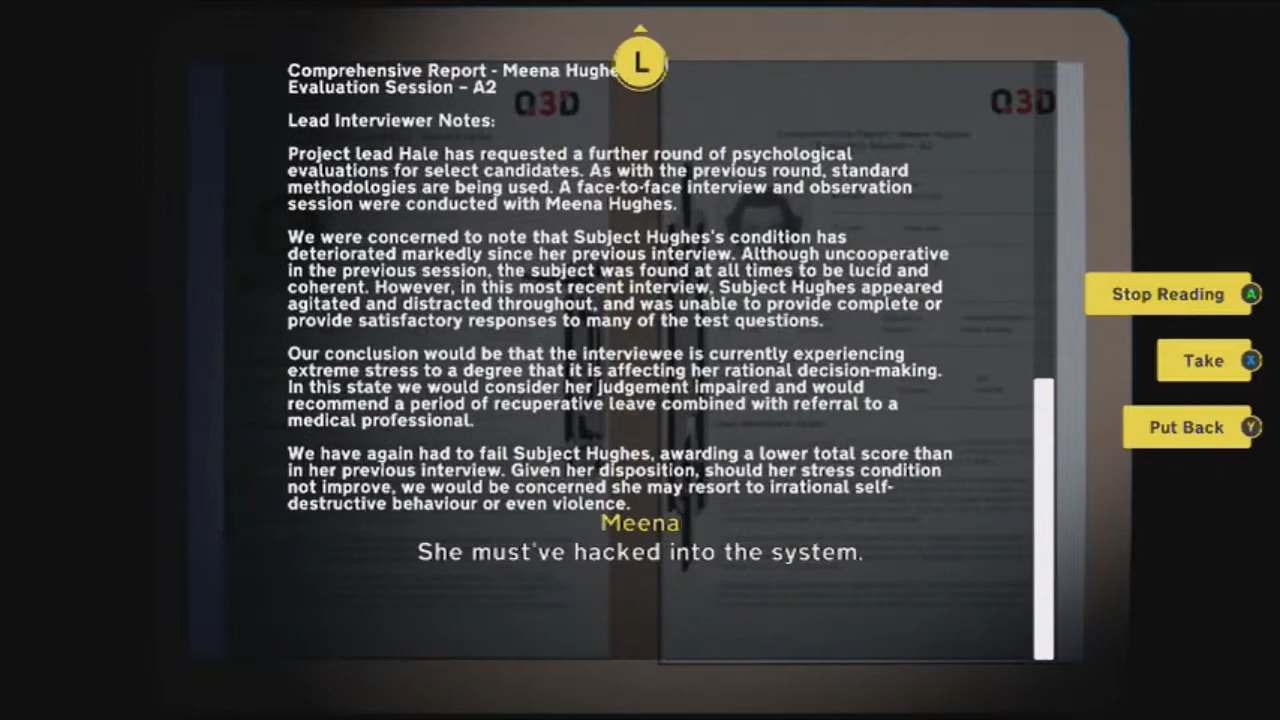 L
Comprehensive Report - Meena Hughe
Evaluation Session – A2
Q3D
Q3D
Lead Interviewer Notes:
Project lead Hale has requested a further round of psychological
evaluations for select candidates. As with the previous round, standard
methodologies are being used. A face-to-face interview and observation
session were conducted with Meena Hughes.
We were concerned to note that Subject Hughes's condition has
deteriorated markedly since her previous interview. Although uncooperative
in the previous session, the subject was found at all times to be lucid and
coherent. However, in this most recent interview, Subject Hughes appeared
agitated and distracted throughout, and was unable to provide complete or
provide satisfactory responses to many of the test questions.
Our conclusion would be that the interviewee is currently experiencing
extreme stress to a degree that it is affecting her rational decision-making.
In this state we would consider her judgement impaired and would
recommend a period of recuperative leave combined with referral to a
medical professional.
We have again had to fail Subject Hughes, awarding a lower total score than
in her previous interview. Given her disposition, should her stress condition
not improve, we would be concerned she may resort to irrational self-
destructive behaviour or even violence.
Meena
She must've hacked into the system.
Stop Reading A
Take X
Put Back Y